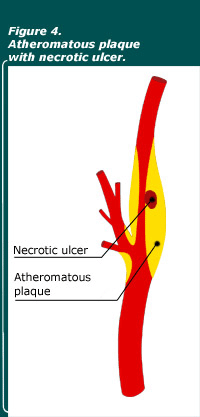 Figure 4.
Atheromatous plaque
with necrotic ulcer.
Necrotic ulcer
Atheromatous
plaque